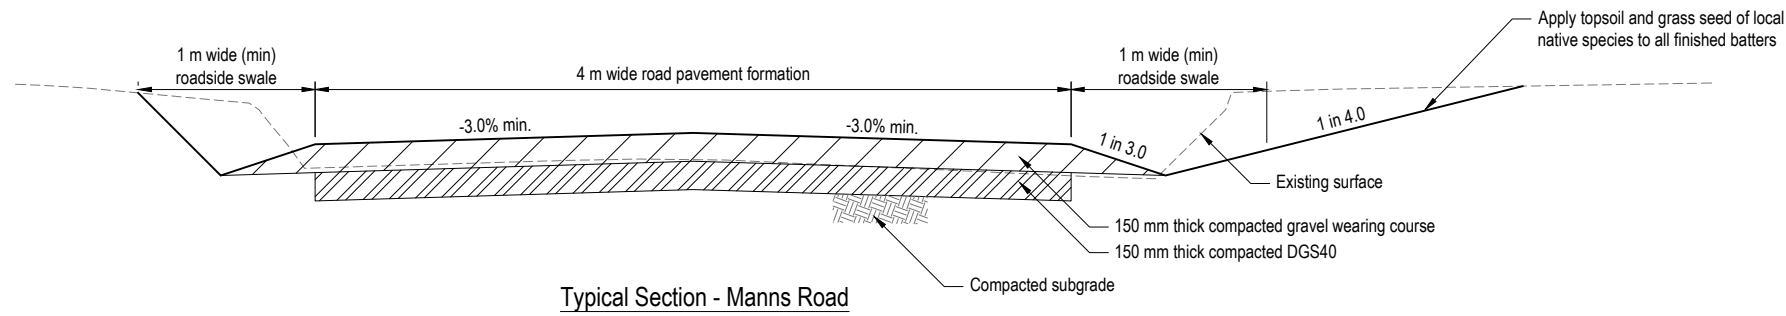 Apply topsoil and grass seed of local
native species to all finished batters
1 m wide (min)
roadside swale
4 m wide road pavement formation
1 m wide (min)
roadside swale
-3.0% min.
-3.0% min.
1 in 3.0
1 in 4.0
Existing surface
150 mm thick compacted gravel wearing course
150 mm thick compacted DGS40
Compacted subgrade
Typical Section - Manns Road